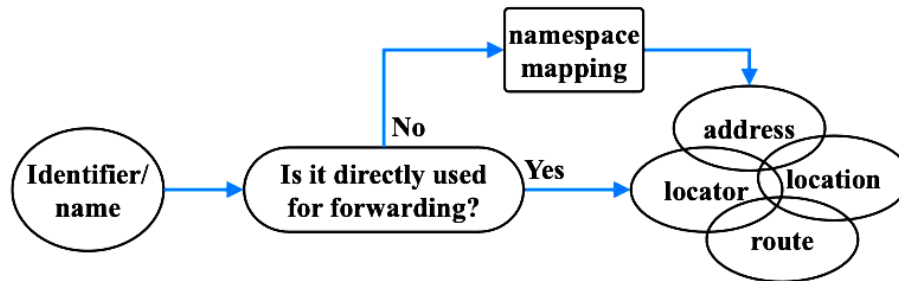 Identifier/
name
Is it directly used
for forwarding?
No
Yes
namespace
mapping
address
locator
location
route